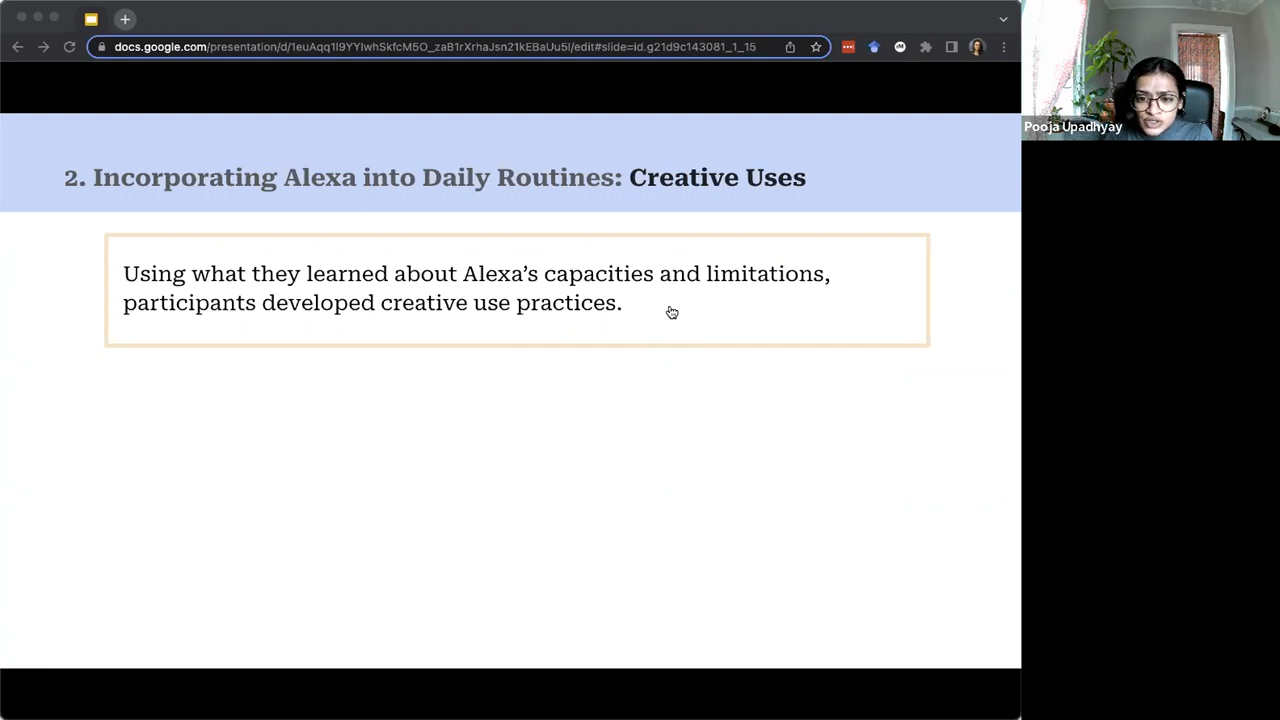 docs.google.com/presentation/d/1euAqq1l9YYIwhSkfcM5O_zaB1rXrhaJsn21kEBaUu5I/edit#slide=id.g21d9c143081_1_15
Pooja Upadhyay
2. Incorporating Alexa into Daily Routines: Creative Uses
Using what they learned about Alexa's capacities and limitations,
participants developed creative use practices.